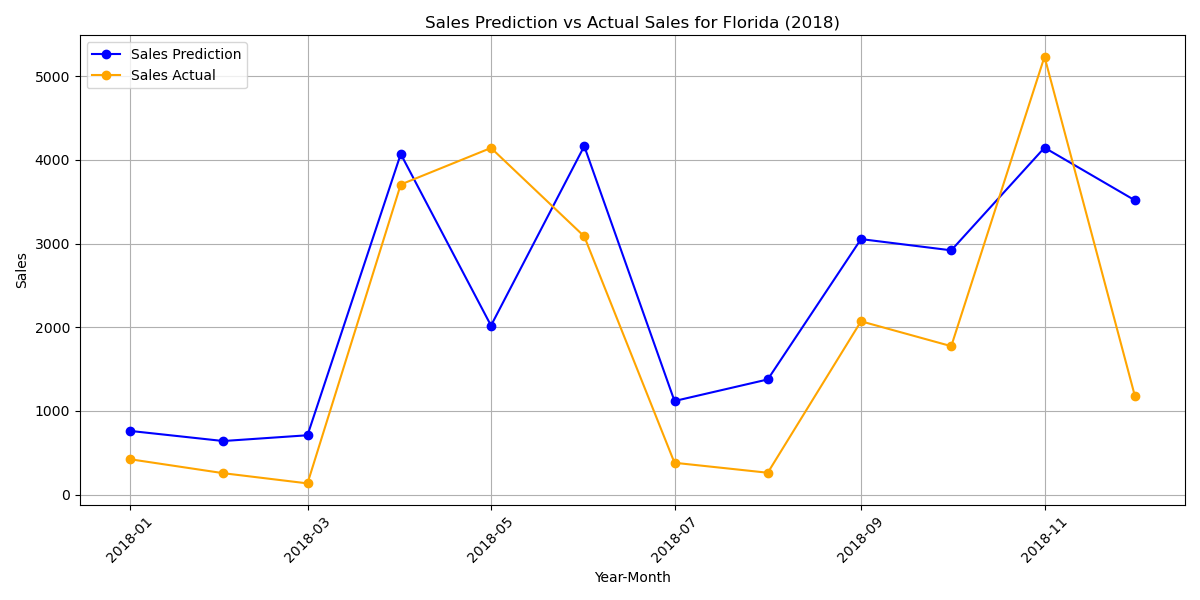 Sales Prediction vs Actual Sales for Florida (2018)
Sales Prediction
Sales Actual
5000
4000
3000
2000
1000
0
Sales
2018-01
2018-03
2018-05
2018-07
2018-09
2018-11
Year-Month